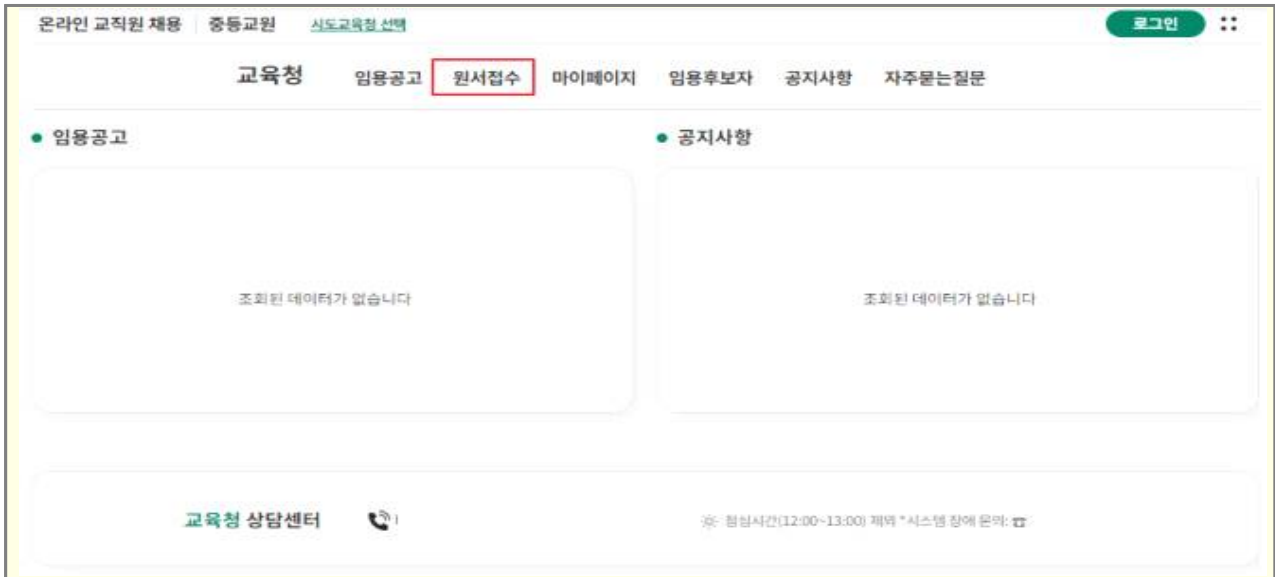 온라인 교직원 채용 중등교원 시도교육청 선택 로그인
교육청 임용공고 원서접수 마이페이지 임용후보자 공지사항 자주묻는질문
임용공고
공지사항
조회된 데이터가 없습니다
조회된 데이터가 없습니다
교육청 상담센터
점심시간(12:00~13:00) 제외 *시스템 장애 문의: